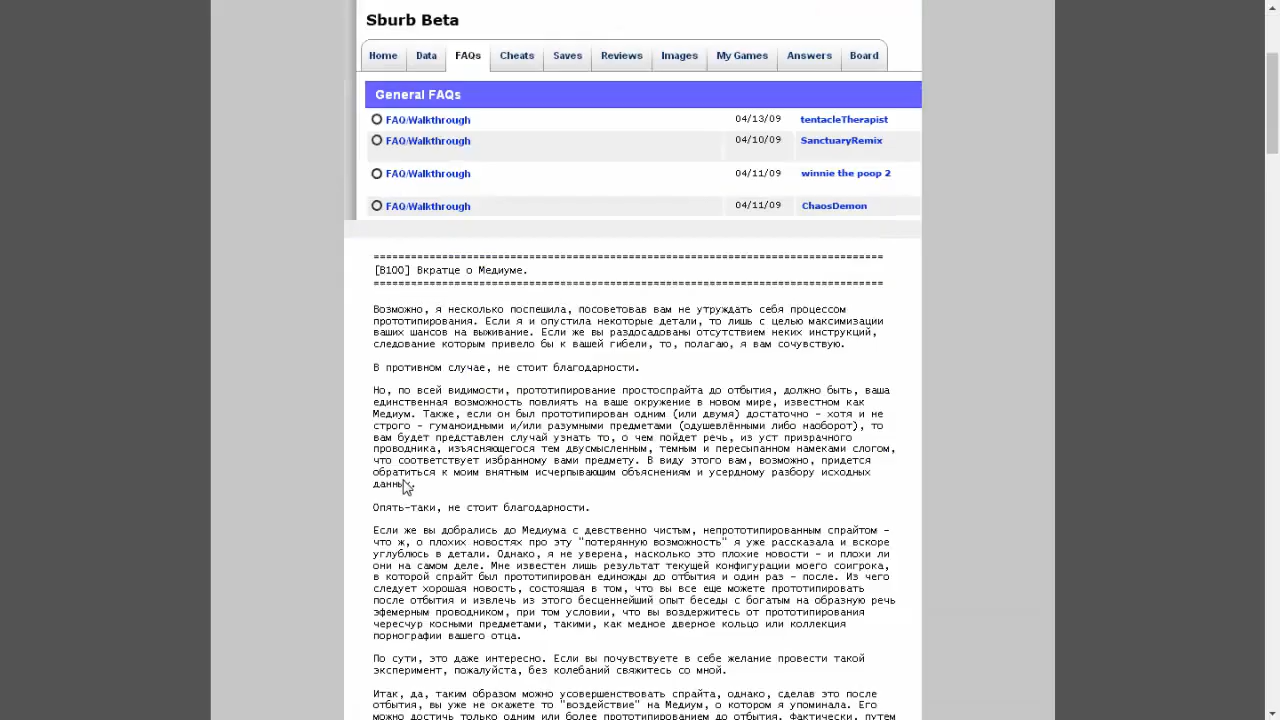 Sburb Beta
Home Data FAQs Cheats Saves Reviews Images My Games Answers Board
General FAQs
FAQ/Walkthrough 04/13/09 tentacleTherapist
FAQ/Walkthrough 04/10/09 SanctuaryRemix
FAQ/Walkthrough 04/11/09 winnie the poop 2
FAQ/Walkthrough 04/11/09 ChaosDemon
==============================================================
[B100] Вкратце о Медиуме.
==============================================================
Возможно, я несколько поспешила, посоветовав вам не утруждать себя процессом
прототипирования. Если я и опустила некоторые детали, то лишь с целью максимизации
ваших шансов на выживание. Если же вы раздосадованы отсутствием неких инструкций,
следование которым привело бы к вашей гибели, то, полагаю, я вам сочувствую.
В противном случае, не стоит благодарности.
Но, по всей видимости, прототипирование простоспрайта до отбытия, должно быть, ваша
единственная возможность повлиять на ваше окружение в новом мире, известном как
Медиум. Также, если он был прототипирован одним (или двумя) достаточно - хотя и не
строго - гуманоидными и/или разумными предметами (одушевлёнными либо наоборот), то
вам будет представлен случай узнать то, о чем пойдет речь, из уст призрачного
проводника, изъясняющегося тем двусмысленным, темным и пересыпанном намеками слогом,
что соответствует избранному вами предмету. В виду этого вам, возможно, придется
обратиться к моим внятным исчерпывающим объяснениям и усердному разбору исходных
данных.
Опять-таки, не стоит благодарности.
Если же вы добрались до Медиума с девственно чистым, непрототипированным спрайтом -
что ж, о плохих новостях про эту "потерянную возможность" я уже рассказала и вскоре
углублюсь в детали. Однако, я не уверена, насколько это плохие новости - и плохи ли
они на самом деле. Мне известен лишь результат текущей конфигурации моего соигрока,
в которой спрайт был прототипирован единожды до отбытия и один раз - после. Из чего
следует хорошая новость, состоящая в том, что вы все еще можете прототипировать
после отбытия и извлечь из этого бесценнейший опыт беседы с богатым на образную речь
эфемерным проводником, при том условии, что вы воздержитесь от прототипирования
чересчур косными предметами, такими, как медное дверное кольцо или коллекция
порнографии вашего отца.
По сути, это даже интересно. Если вы почувствуете в себе желание провести такой
эксперимент, пожалуйста, без колебаний свяжитесь со мной.
Итак, да, таким образом можно усовершенствовать спрайта, однако, сделав это после
отбытия, вы уже не окажете то "воздействие" на Медиум, о котором я упоминала. Его
можно достичь только одним или более прототипированием до отбытия. Фактически, путем